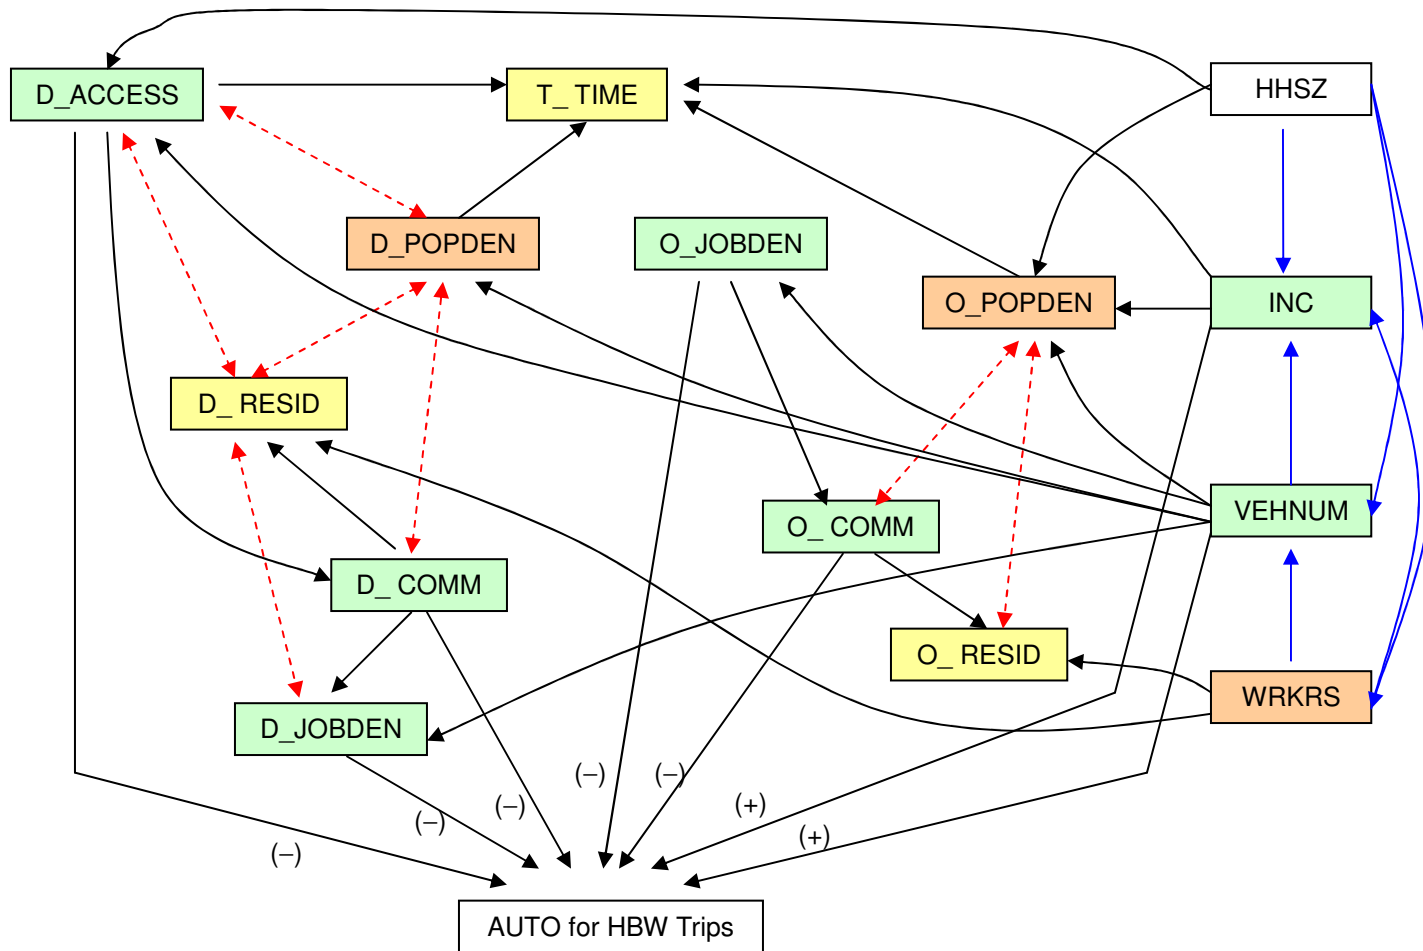 D_ACCESS
T_ TIME
HHSZ
D_POPDEN
O_JOBDEN
O_POPDEN
INC
D_ RESID
VEHNUM
O_ COMM
D_ COMM
O_ RESID
WRKRS
D_JOBDEN
(–)
(–)
(–)
(+)
(–)
(+)
(–)
AUTO for HBW Trips